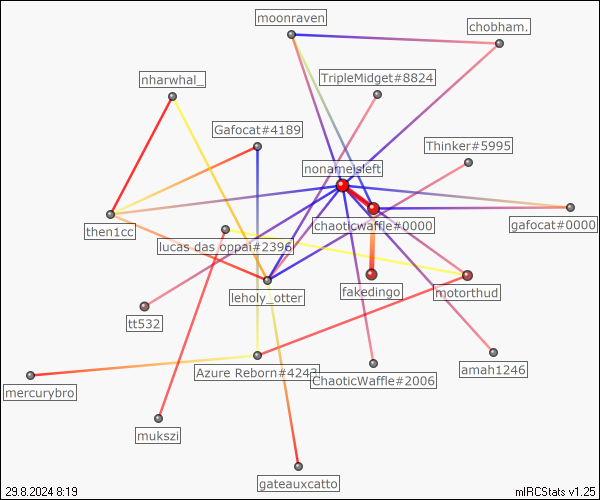 moonraven
chobham.
nharwhal_
TripleMidget#8824
Gafocat#4189
Thinker#5995
nonameisleft
then1cc
chaoticwaffle#0000
gafocat#0000
lucas das oppai#2396
leholy_otter
fakedingo
motorthud
tt532
mercurybro
Azure Reborn#4243
ChaoticWaffle#2006
amah1246
mukszi
gateauxcatto
29.8.2024 8:19
mIRCStats v1.25